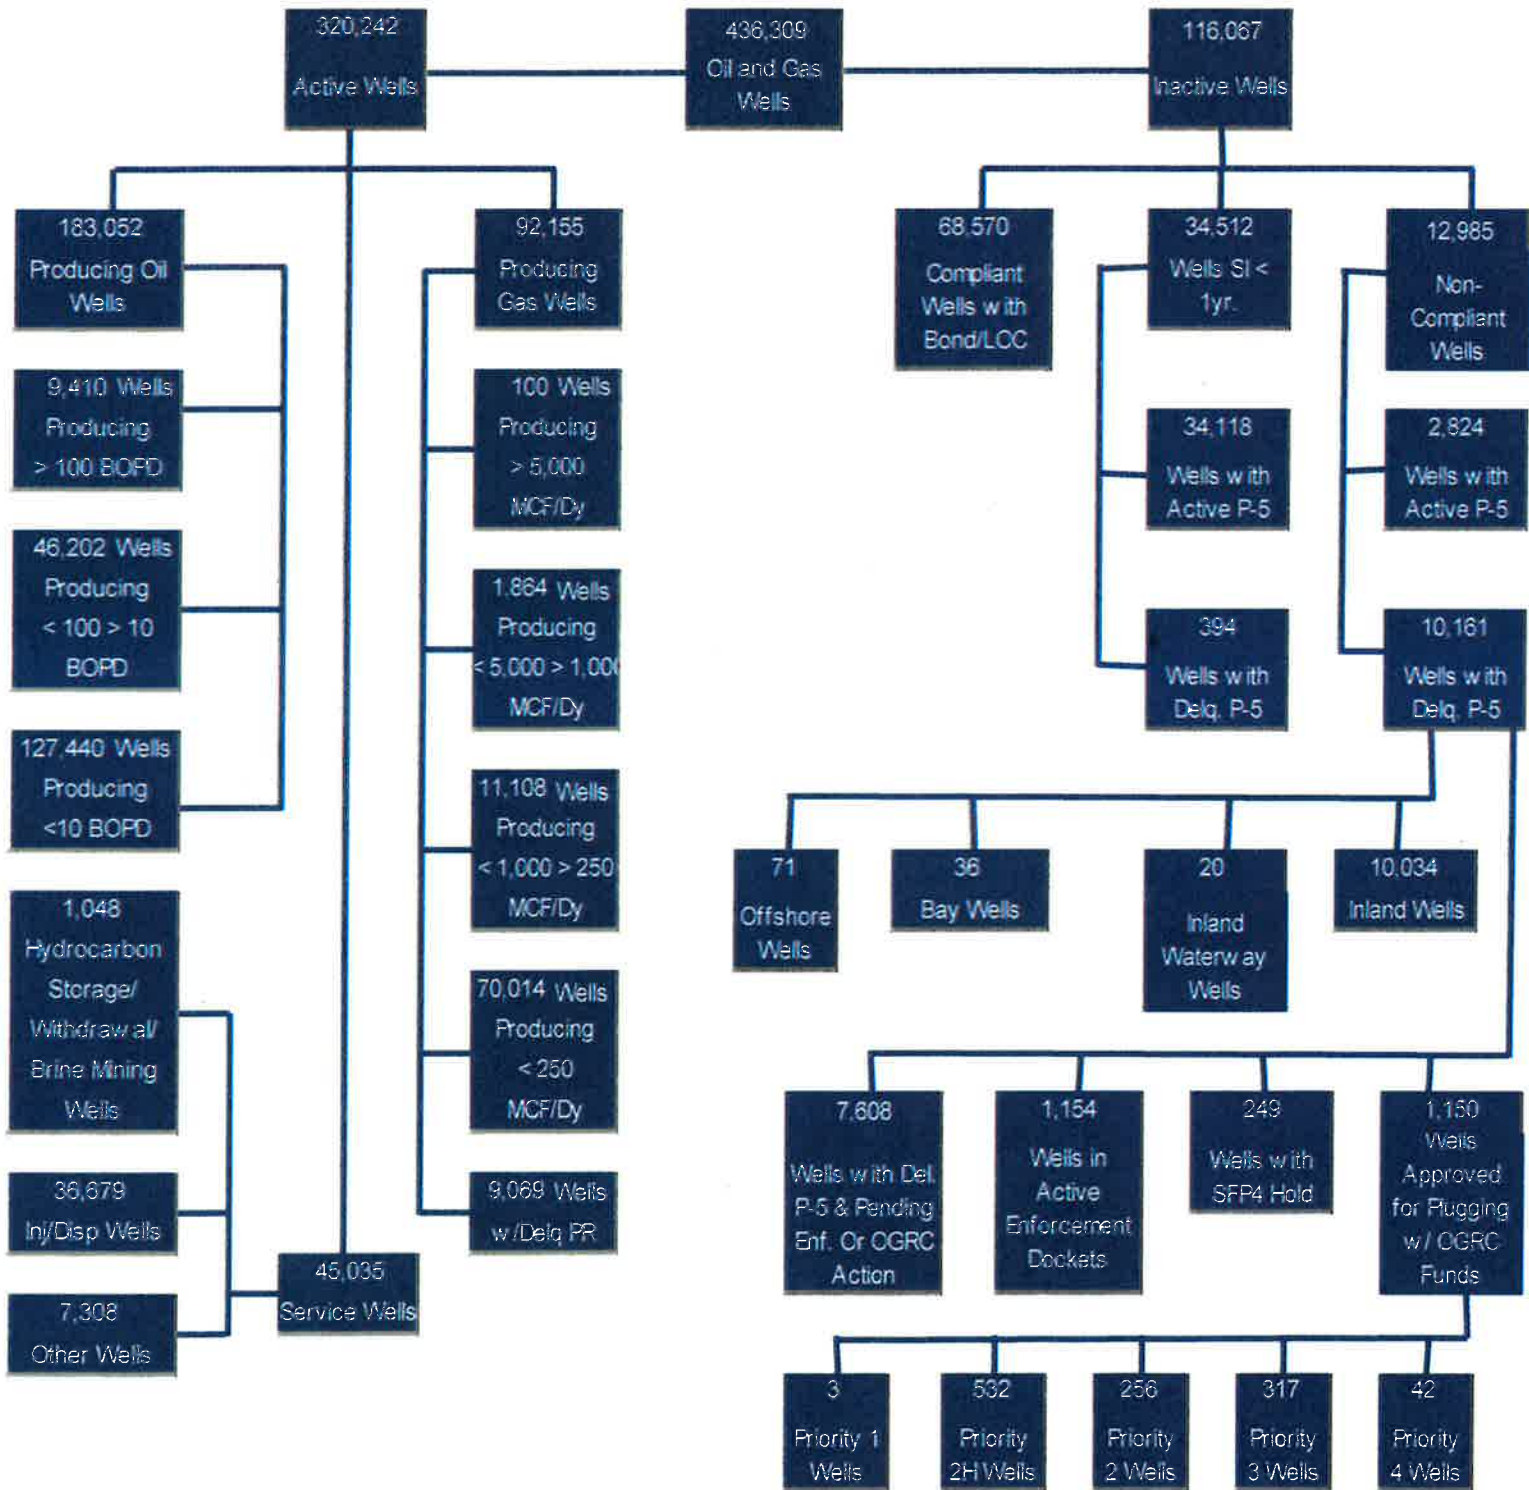 320,242
Active Wells
436,309
Oil and Gas
Wells
116,067
Inactive Wells
183,052
Producing Oil
Wells
9,410 Wells
Producing
> 100 BOPD
46,202 Wells
Producing
< 100 > 10
BOPD
127,440 Wells
Producing
<10 BOPD
1,048
Hydrocarbon
Storage/
Withdrawal/
Brine Mining
Wells
36,679
Inj/Disp Wells
7,308
Other Wells
45,035
Service Wells
92,155
Producing
Gas Wells
100 Wells
Producing
> 5,000
MCF/Dy
1,864 Wells
Producing
< 5,000 > 1,000
MCF/Dy
11,108 Wells
Producing
< 1,000 > 250
MCF/Dy
70,014 Wells
Producing
< 250
MCF/Dy
9,069 Wells
w/Delq PR
68,570
Compliant
Wells with
Bond/LOC
34,512
Wells SI <
1yr.
34,118
Wells with
Active P-5
394
Wells with
Delq. P-5
12,985
Non-
Compliant
Wells
2,824
Wells with
Active P-5
10,161
Wells with
Delq. P-5
71
Offshore
Wells
36
Bay Wells
20
Inland
Waterway
Wells
10,034
Inland Wells
7,608
Wells with Del.
P-5 & Pending
Enf. Or OGRC
Action
1,154
Wells in
Active
Enforcement
Dockets
249
Wells with
SFP4 Hold
1,150
Wells
Approved
for Plugging
w/ OGRC
Funds
3
Priority 1
Wells
532
Priority
2H Wells
256
Priority
2 Wells
317
Priority
3 Wells
42
Priority
4 Wells